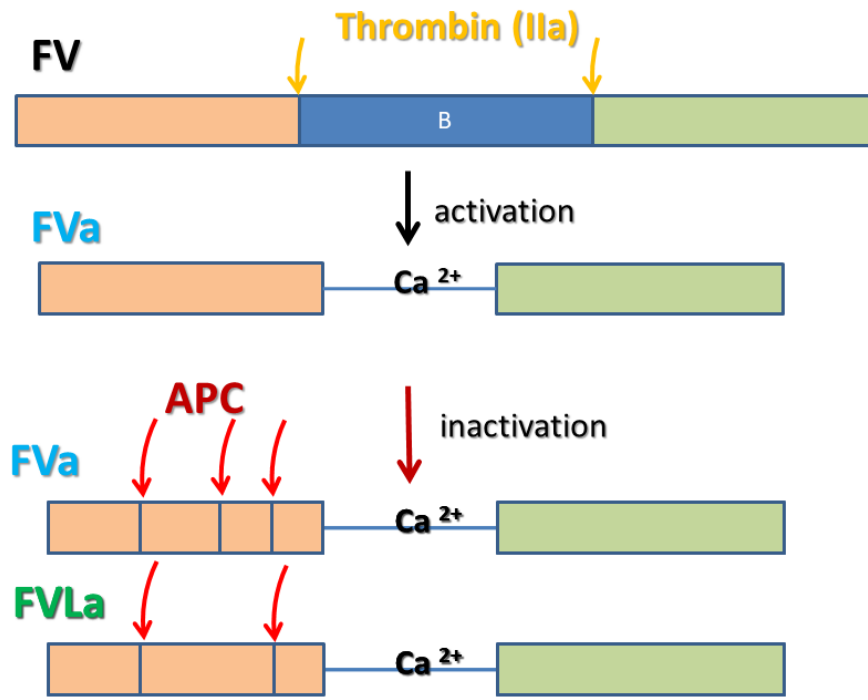 Thrombin (IIa)
FV
B
activation
FVa
Ca 2+
APC
inactivation
FVa
Ca 2+
FVLa
Ca 2+